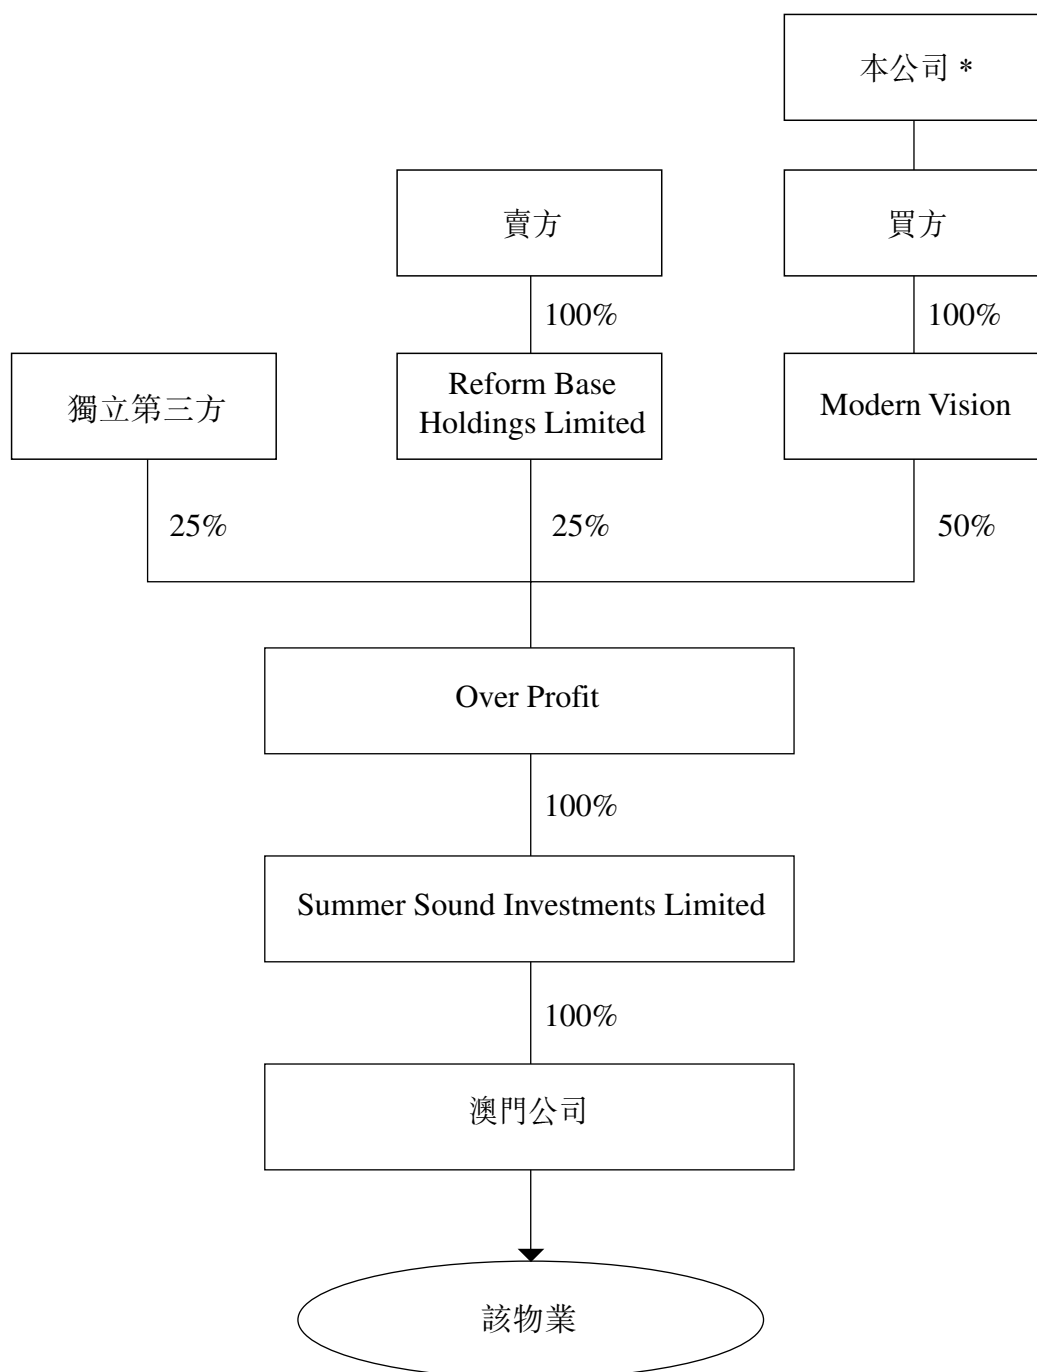 本公司 *
賣方
買方
100%
100%
獨立第三方
Reform Base
Holdings Limited
Modern Vision
25%
25%
50%
Over Profit
100%
Summer Sound Investments Limited
100%
澳門公司
該物業